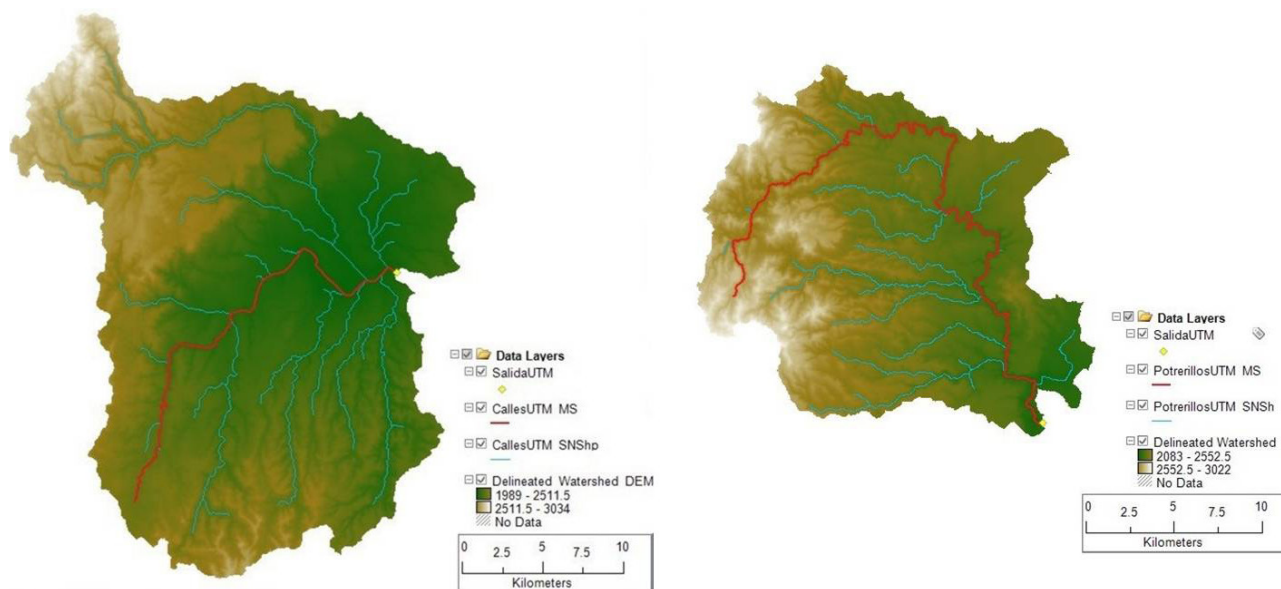 Data Layers
SalidaUTM
CallesUTM MS
CallesUTM SNShp
Delineated Watershed DEM
1989 - 2511.5
2511.5 - 3034
No Data
0 5 10
2.5 7.5
Kilometers
Data Layers
SalidaUTM
PotrerillosUTM MS
PotrerillosUTM SNSh
Delineated Watershed
2083 - 2552.5
2552.5 - 3022
No Data
0 5 10
2.5 7.5
Kilometers